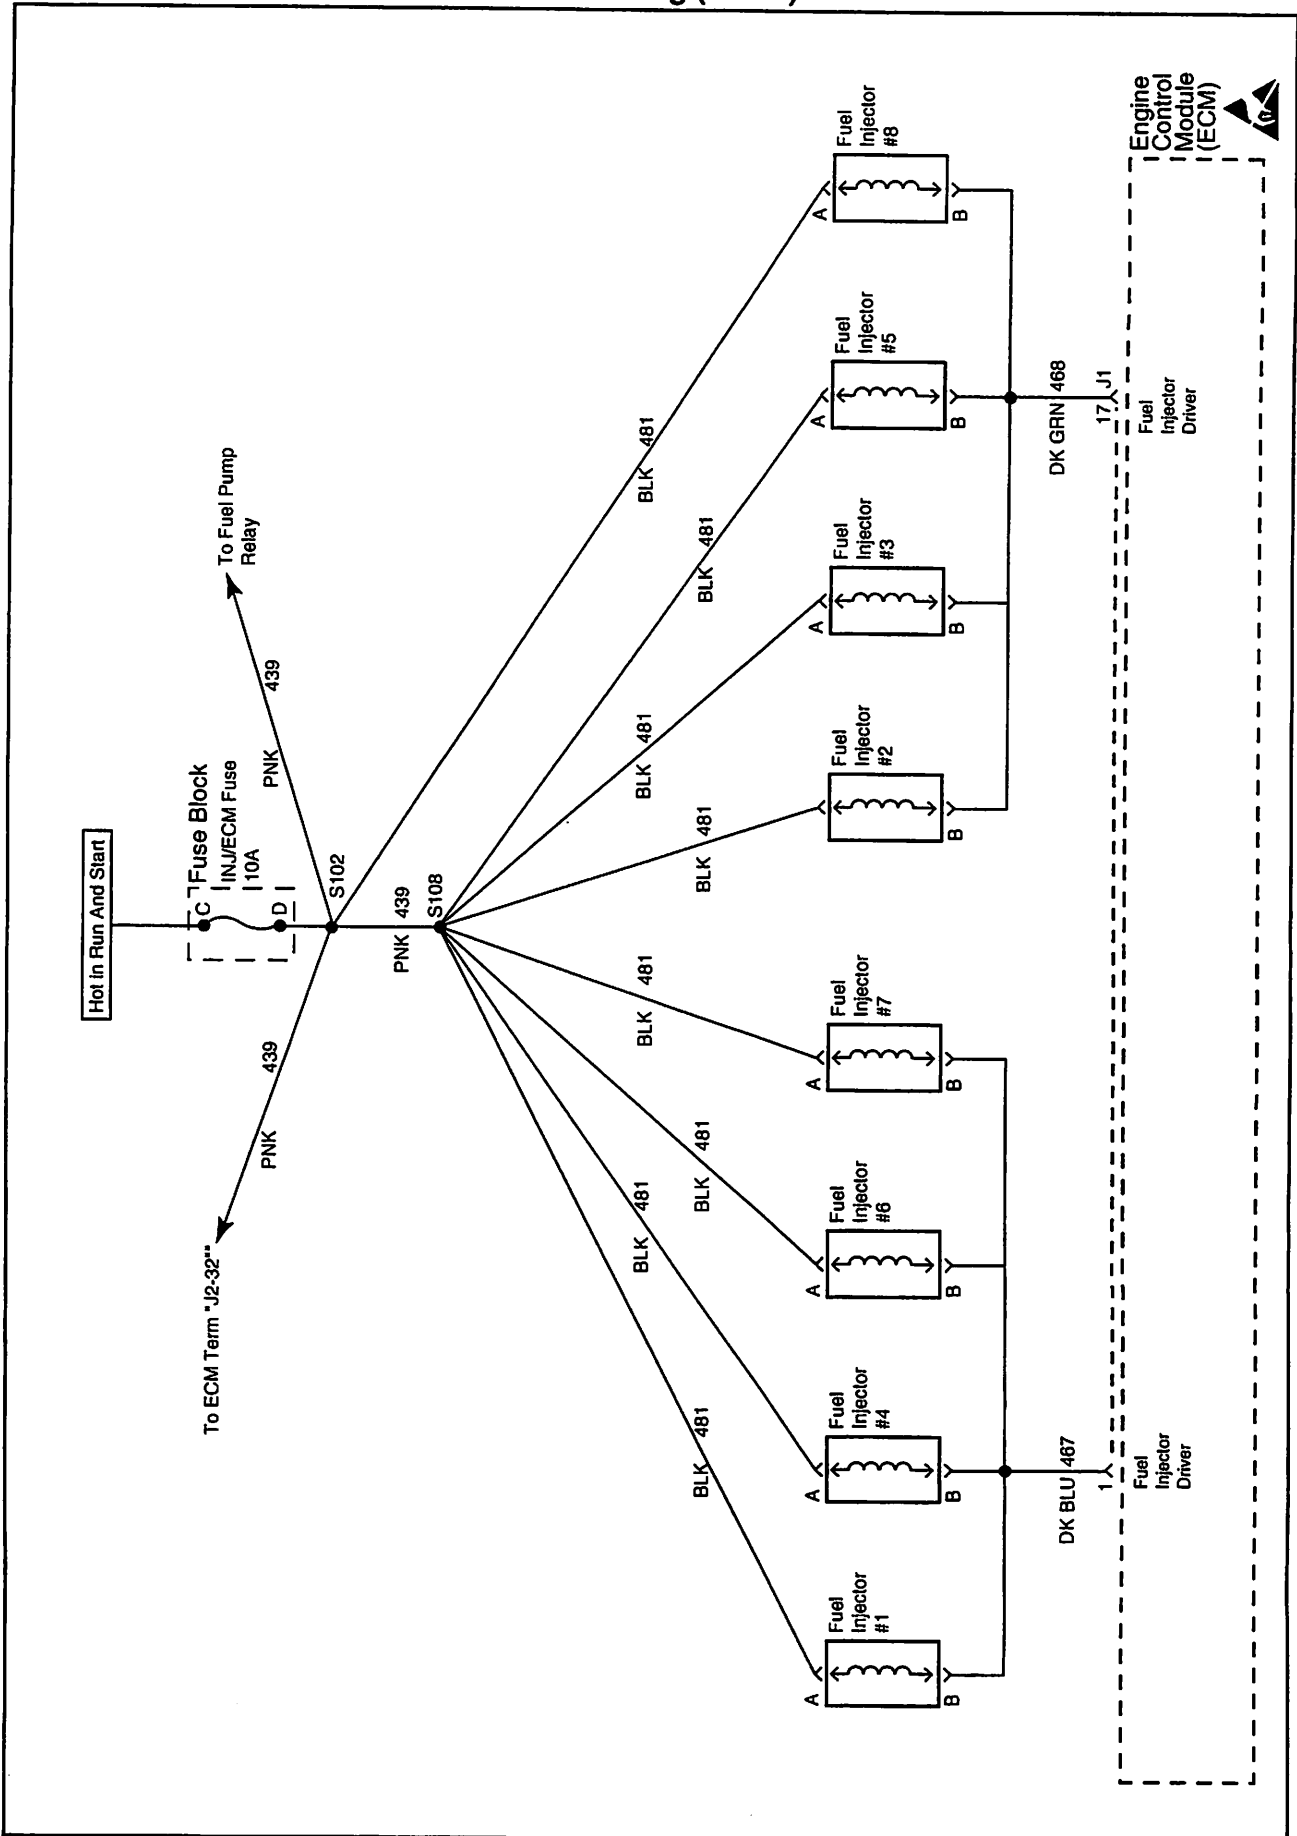 Hot In Run And Start
Fuse Block
INJ/ECM Fuse
10A
C
D
S102
To ECM Term "J2-32""
PNK 439
PNK 439
To Fuel Pump
Relay
PNK 439
S108
BLK 481
BLK 481
BLK 481
BLK 481
BLK 481
BLK 481
BLK 481
BLK 481
A
Fuel
Injector
#1
B
A
Fuel
Injector
#4
B
A
Fuel
Injector
#6
B
A
Fuel
Injector
#7
B
Fuel
Injector
#2
B
A
Fuel
Injector
#3
B
A
Fuel
Injector
#5
B
A
Fuel
Injector
#8
B
DK BLU 467
DK GRN 468
1
17 J1
Fuel
Injector
Driver
Fuel
Injector
Driver
Engine
Control
Module
(ECM)